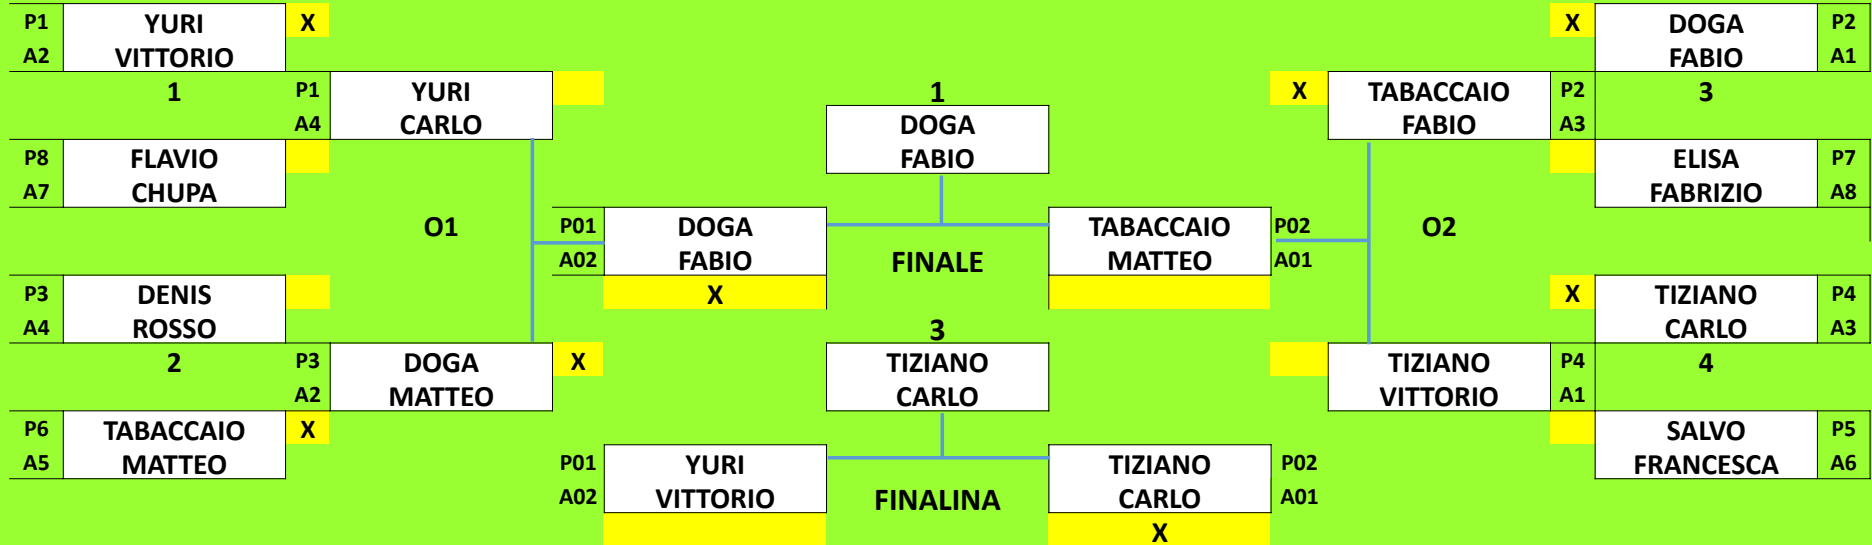 P1 YURI X X DOGA P2
A2 VITTORIO FABIO A1
1 P1 YURI 1 X TABACCAIO P2 3
A4 CARLO DOGA FABIO A3
P8 FLAVIO FABIO ELISA P7
A7 CHUPA FABRIZIO A8
O1 P01 DOGA TABACCAIO P02 O2
A02 FABIO FINALE MATTEO A01
P3 DENIS X X TIZIANO P4
A4 ROSSO 3 CARLO A3
2 P3 DOGA X TIZIANO TIZIANO P4 4
A2 MATTEO CARLO VITTORIO A1
P6 TABACCAIO X SALVO P5
A5 MATTEO P01 YURI TIZIANO P02 FRANCESCA A6
A02 VITTORIO FINALINA CARLO A01
X